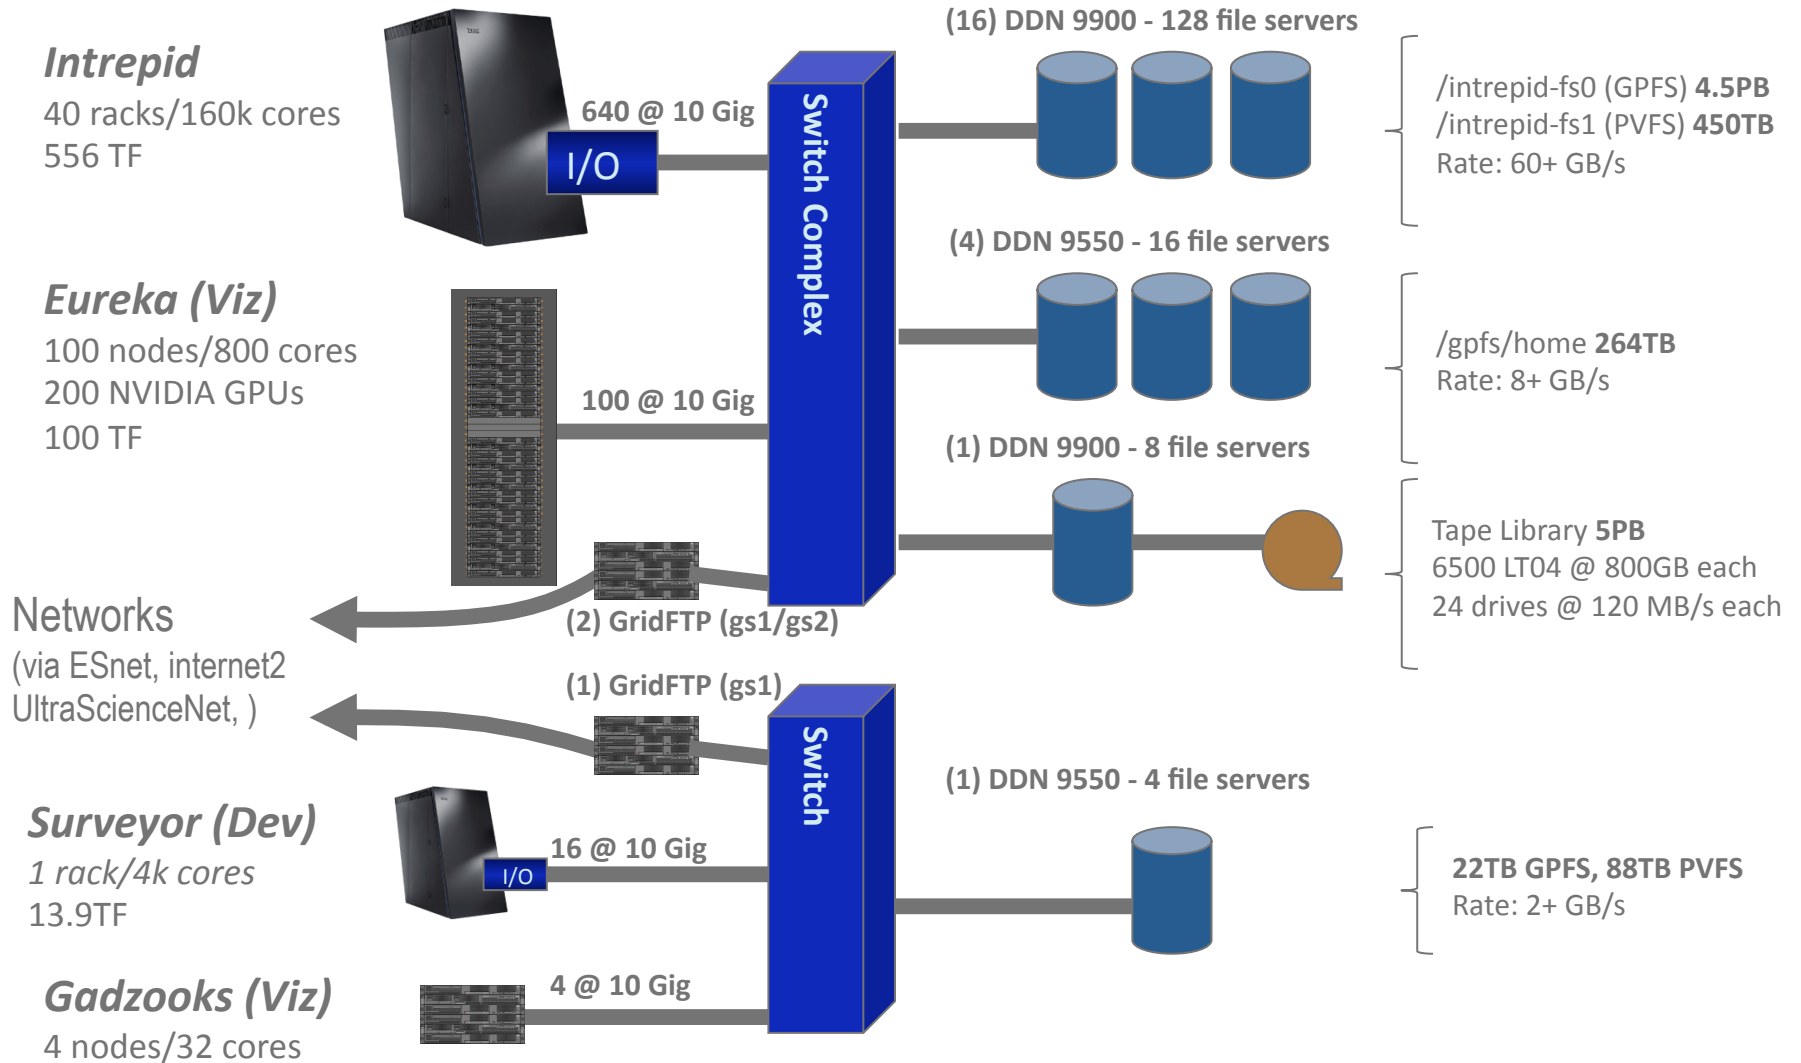 Intrepid
40 racks/160k cores
556 TF
640 @ 10 Gig
I/O
Switch Complex
(16) DDN 9900 - 128 file servers
/intrepid-fs0 (GPFS) 4.5PB
/intrepid-fs1 (PVFS) 450TB
Rate: 60+ GB/s
Eureka (Viz)
100 nodes/800 cores
200 NVIDIA GPUs
100 TF
100 @ 10 Gig
(4) DDN 9550 - 16 file servers
/gpfs/home 264TB
Rate: 8+ GB/s
(1) DDN 9900 - 8 file servers
Tape Library 5PB
6500 LT04 @ 800GB each
24 drives @ 120 MB/s each
Networks
(via ESnet, internet2
UltraScienceNet, )
(2) GridFTP (gs1/gs2)
(1) GridFTP (gs1)
Switch
Surveyor (Dev)
1 rack/4k cores
13.9TF
I/O
16 @ 10 Gig
(1) DDN 9550 - 4 file servers
22TB GPFS, 88TB PVFS
Rate: 2+ GB/s
Gadzooks (Viz)
4 nodes/32 cores
4 @ 10 Gig